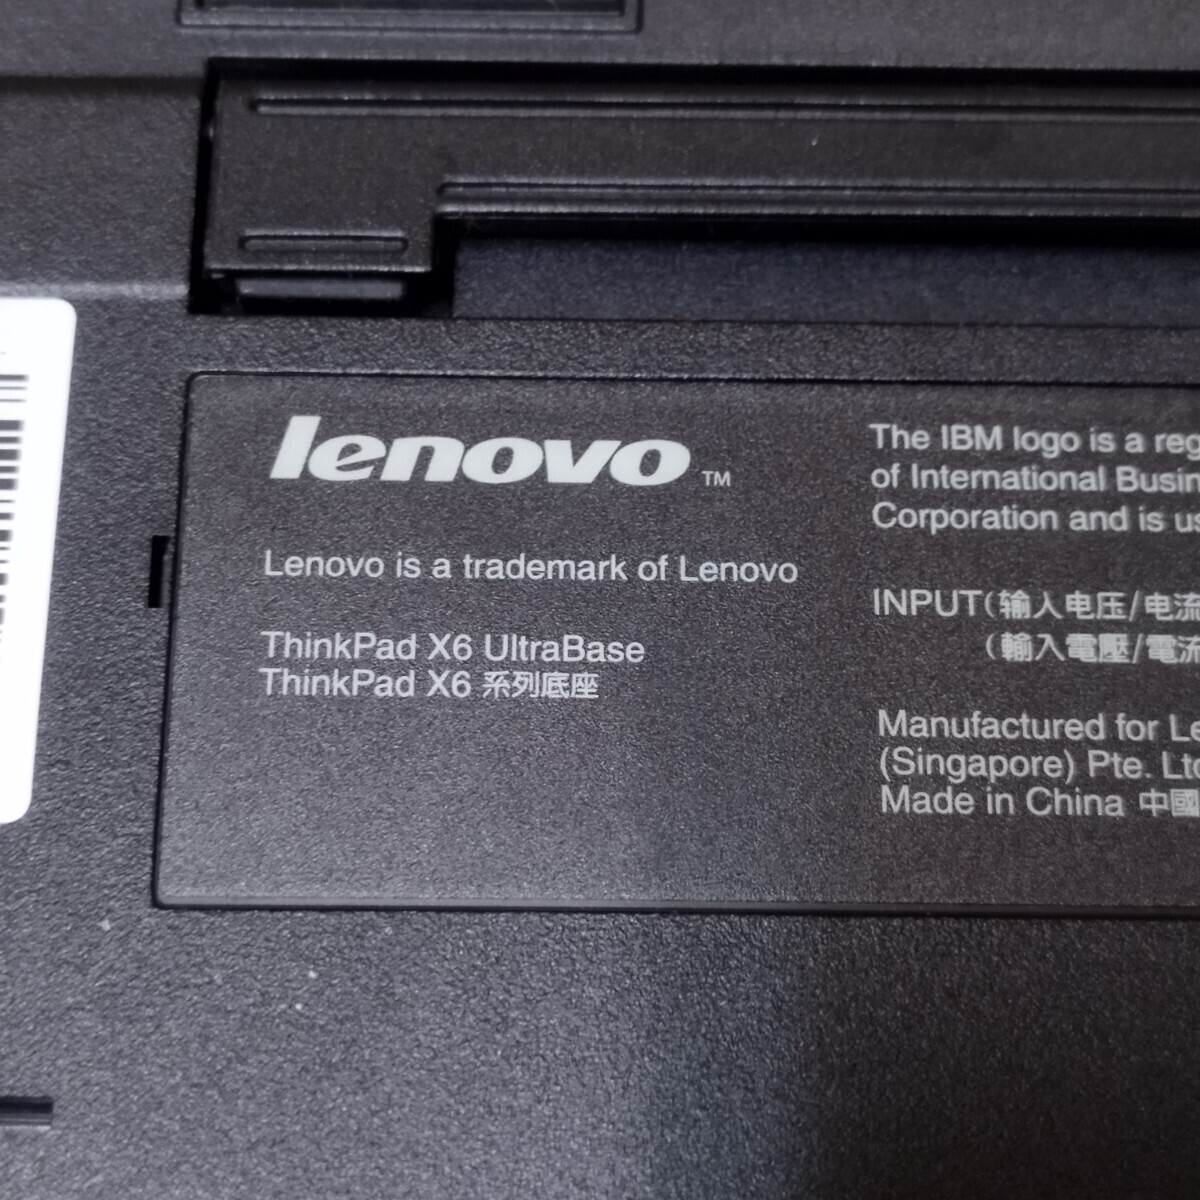 lenovo™
Lenovo is a trademark of Lenovo
ThinkPad X6 UltraBase
ThinkPad X6 系列底座
The IBM logo is a reg
of International Busin
Corporation and is us
INPUT(输入电压/电流
(輸入電壓/電流
Manufactured for Le
(Singapore) Pte. Ltd
Made in China 中國